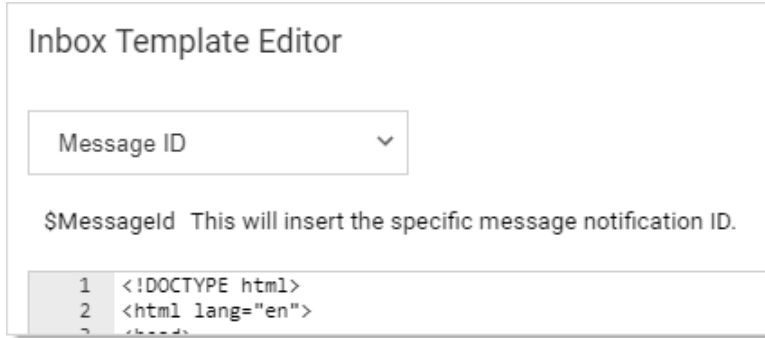 Inbox Template Editor
Message ID
$MessageId This will insert the specific message notification ID.
1 <!DOCTYPE html>
2 <html lang="en">